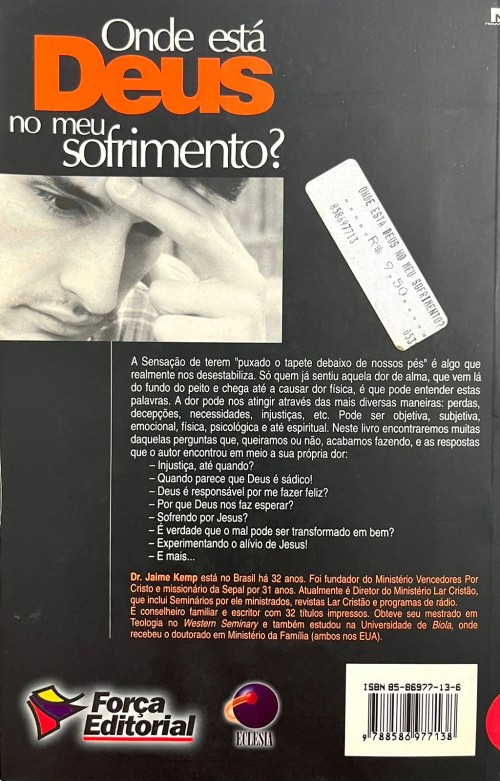 Onde está
Deus
no meu
sofrimento?
ONDE ESTÁ DEUS NO MEU SOFRIMENTO?
858697713
R$ 9,50
053
A Sensação de terem "puxado o tapete debaixo de nossos pés" é algo que
realmente nos desestabiliza. Só quem já sentiu aquela dor de alma, que vem lá
do fundo do peito e chega até a causar dor física, é que pode entender estas
palavras. A dor pode nos atingir através das mais diversas maneiras: perdas,
decepções, necessidades, injustiças, etc. Pode ser objetiva, subjetiva,
emocional, física, psicológica e até espiritual. Neste livro encontraremos muitas
daquelas perguntas que, queiramos ou não, acabamos fazendo, e as respostas
que o autor encontrou em meio a sua própria dor:
– Injustiça, até quando?
– Quando parece que Deus é sádico!
– Deus é responsável por me fazer feliz?
– Por que Deus nos faz esperar?
– Sofrendo por Jesus?
– É verdade que o mal pode ser transformado em bem?
– Experimentando o alívio de Jesus!
– E mais...
Dr. Jaime Kemp está no Brasil há 32 anos. Foi fundador do Ministério Vencedores Por
Cristo e missionário da Sepal por 31 anos. Atualmente é Diretor do Ministério Lar Cristão,
que inclui Seminários por ele ministrados, revistas Lar Cristão e programas de rádio.
É conselheiro familiar e escritor com 32 títulos impressos. Obteve seu mestrado em
Teologia no Western Seminary e também estudou na Universidade de Biola, onde
recebeu o doutorado em Ministério da Família (ambos nos EUA).
Força
Editorial
ECLESIA
ISBN 85-86977-13-6
9 788586 977138